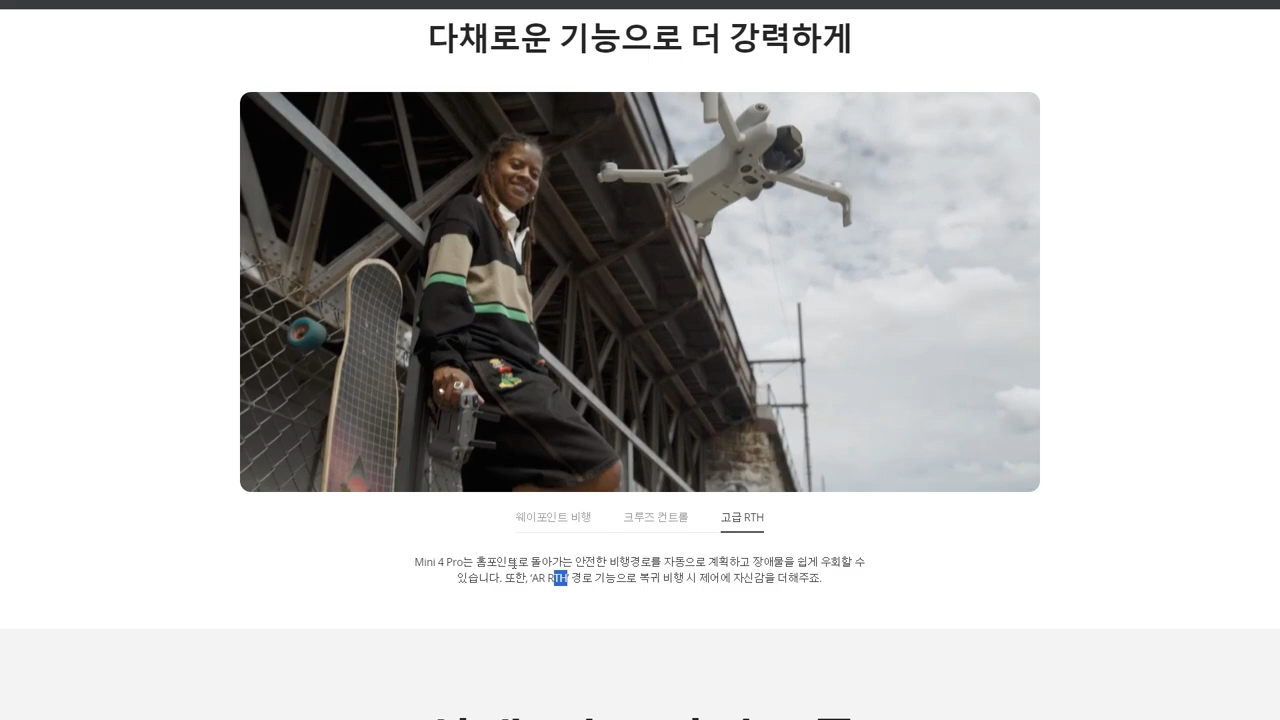 다채로운 기능으로 더 강력하게
웨이포인트 비행 크루즈 컨트롤 고급 RTH
Mini 4 Pro는 홈포인트로 돌아가는 안전한 비행경로를 자동으로 계획하고 장애물을 쉽게 우회할 수
있습니다. 또한, ‘AR RTH’ 경로 기능으로 복귀 비행 시 제어에 자신감을 더해주죠.